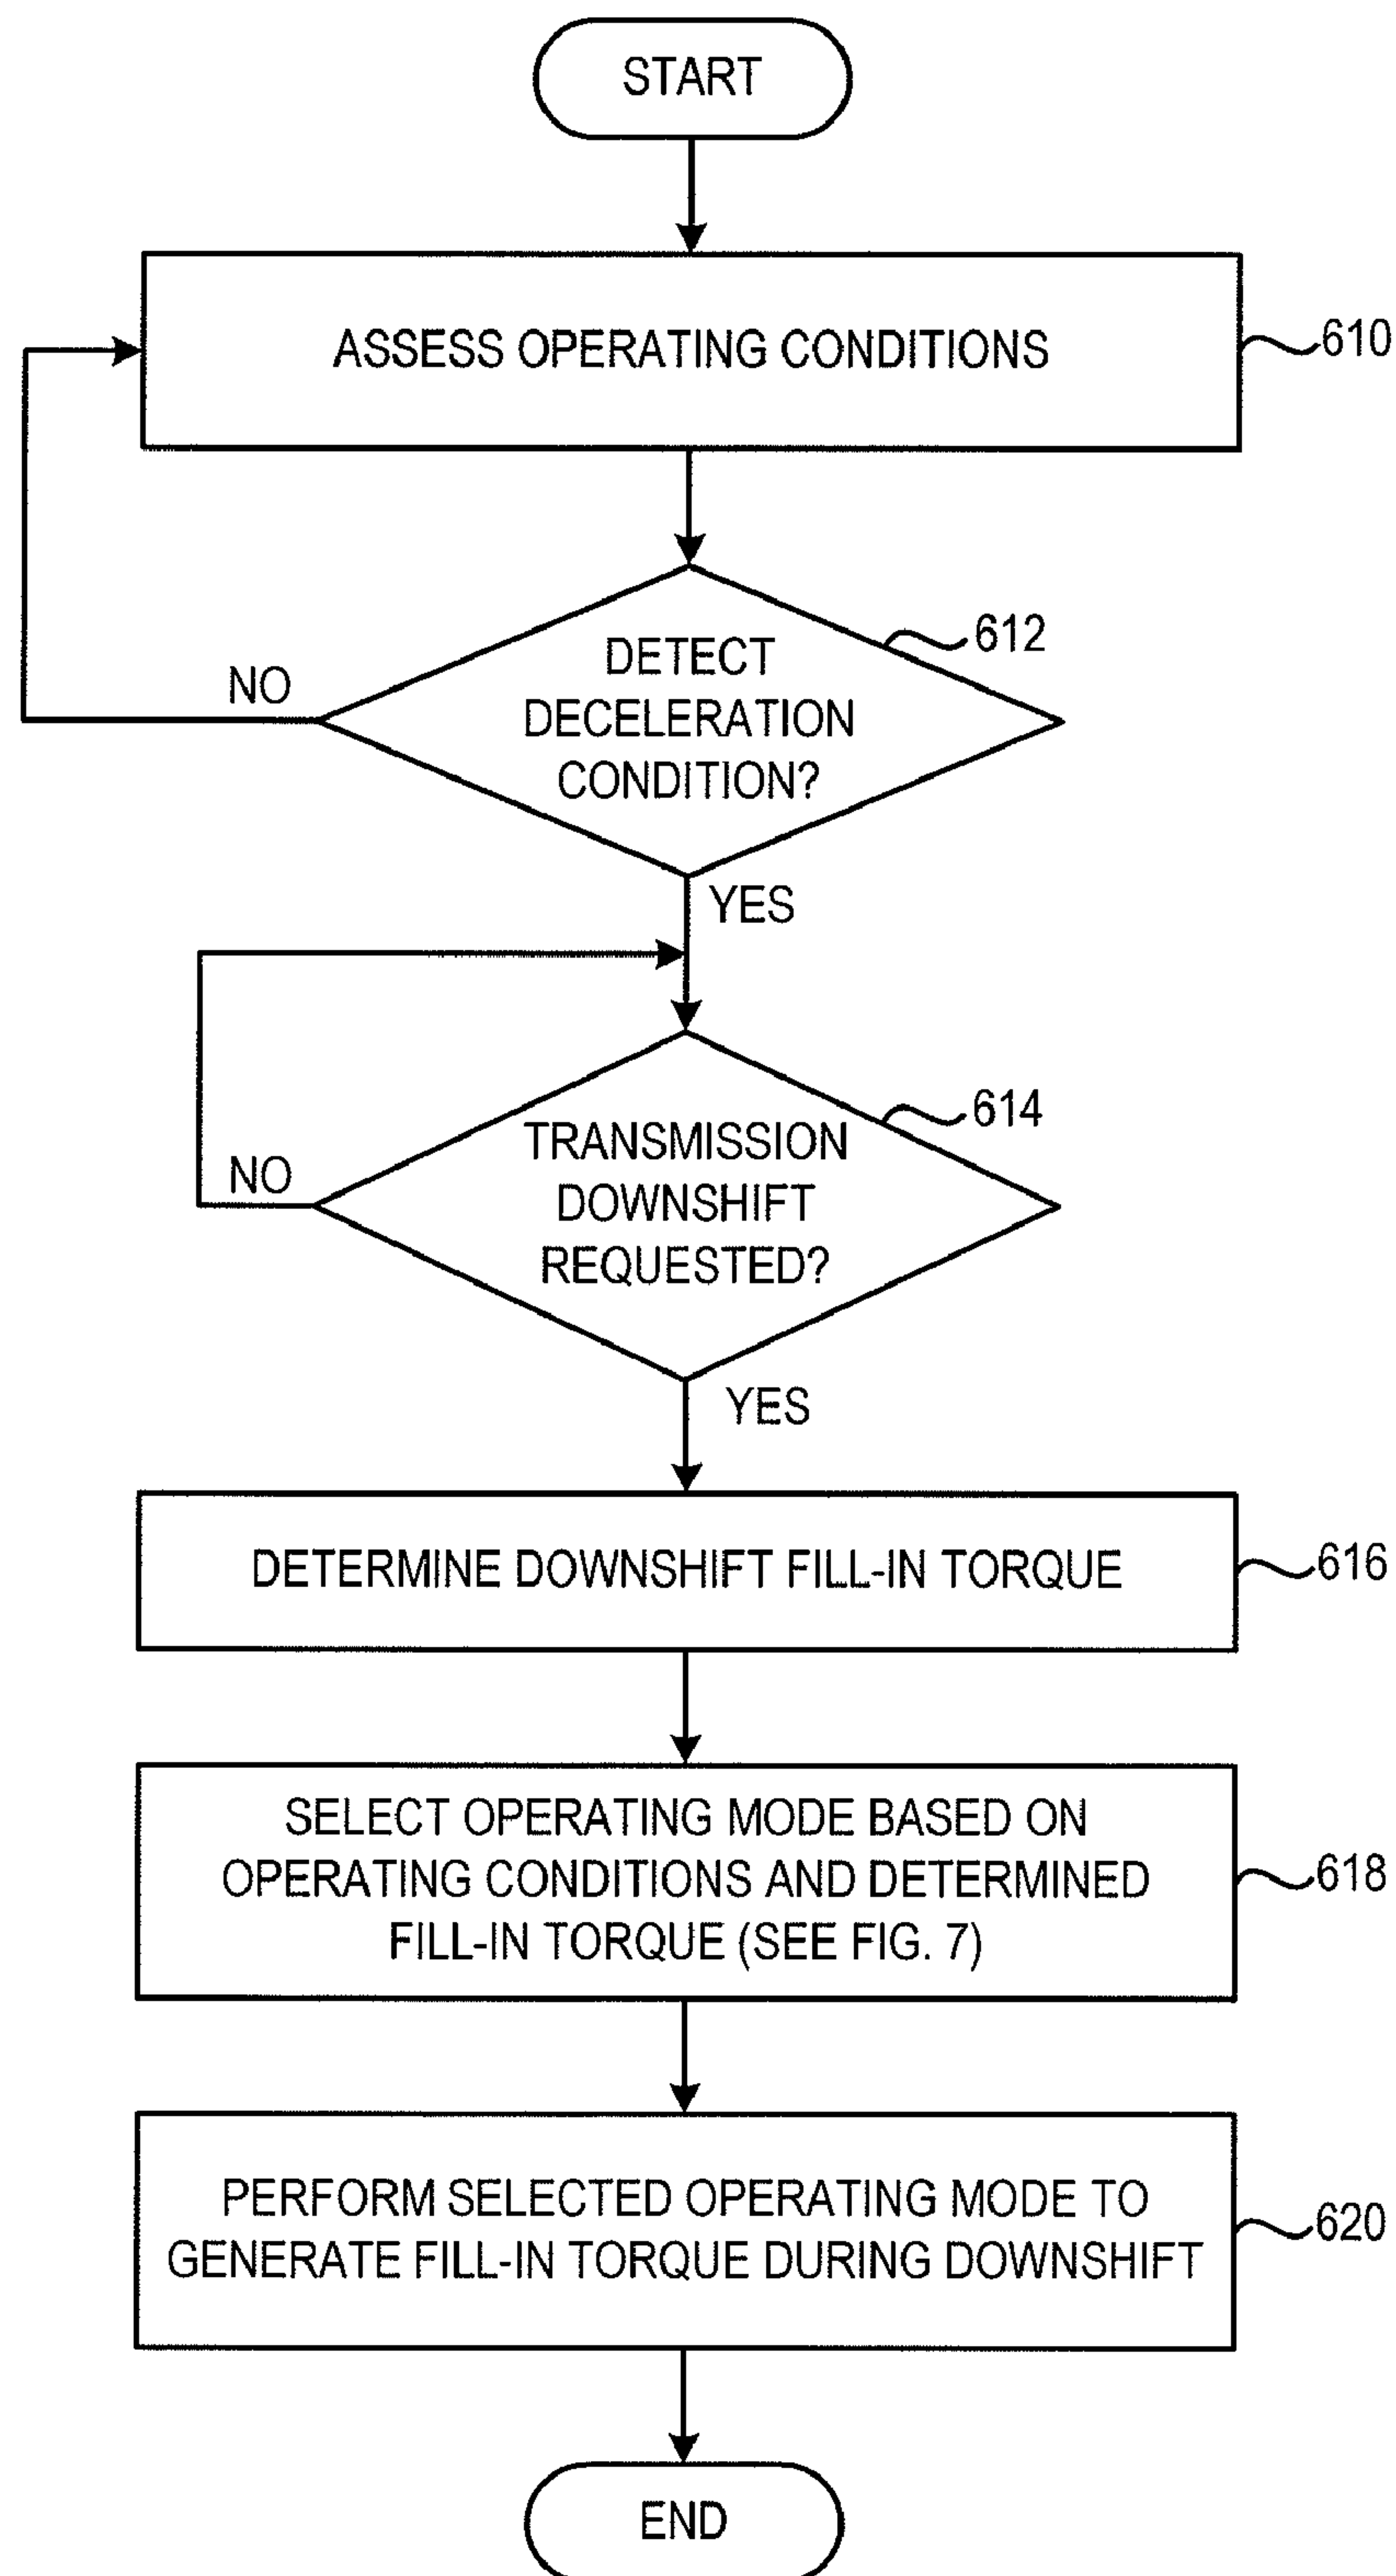 START
ASSESS OPERATING CONDITIONS
610
612
DETECT
DECELERATION
CONDITION?
NO
YES
614
TRANSMISSION
DOWNSHIFT
REQUESTED?
NO
YES
DETERMINE DOWNSHIFT FILL-IN TORQUE
616
SELECT OPERATING MODE BASED ON
OPERATING CONDITIONS AND DETERMINED
FILL-IN TORQUE (SEE FIG. 7)
618
PERFORM SELECTED OPERATING MODE TO
GENERATE FILL-IN TORQUE DURING DOWNSHIFT
620
END